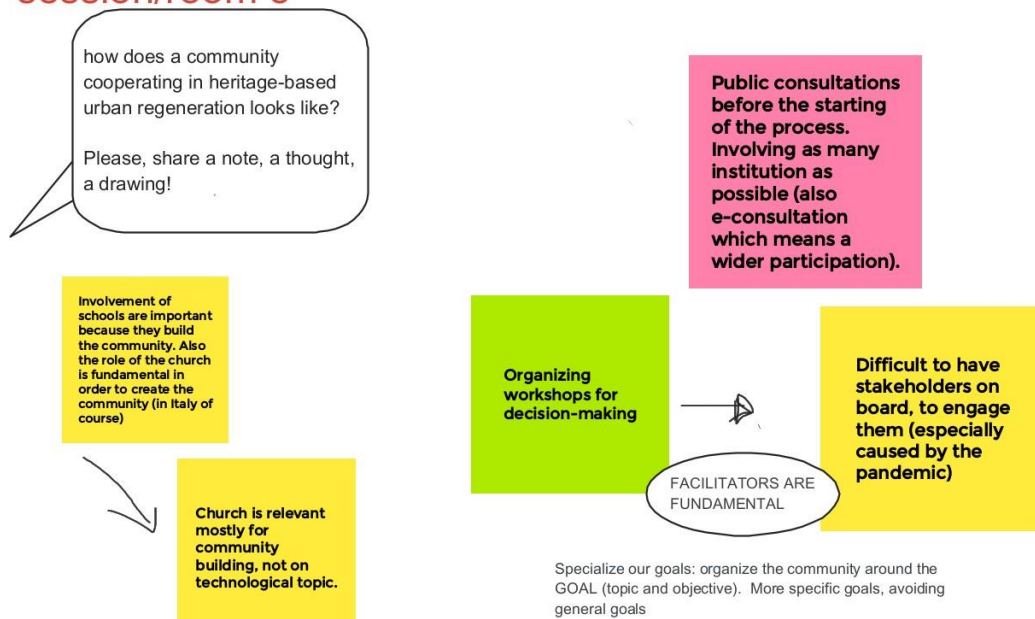 how does a community
cooperating in heritage-based
urban regeneration looks like?
Please, share a note, a thought,
a drawing!
Public consultations
before the starting
of the process.
Involving as many
institution as
possible (also
e-consultation
which means a
wider participation).
Involvement of
schools are important
because they build
the community. Also
the role of the church
is fundamental in
order to create the
community (in Italy of
course)
Church is relevant
mostly for
community
building, not on
technological topic.
Organizing
workshops for
decision-making
FACILITATORS ARE
FUNDAMENTAL
Difficult to have
stakeholders on
board, to engage
them (especially
caused by the
pandemic)
Specialize our goals: organize the community around the
GOAL (topic and objective). More specific goals, avoiding
general goals